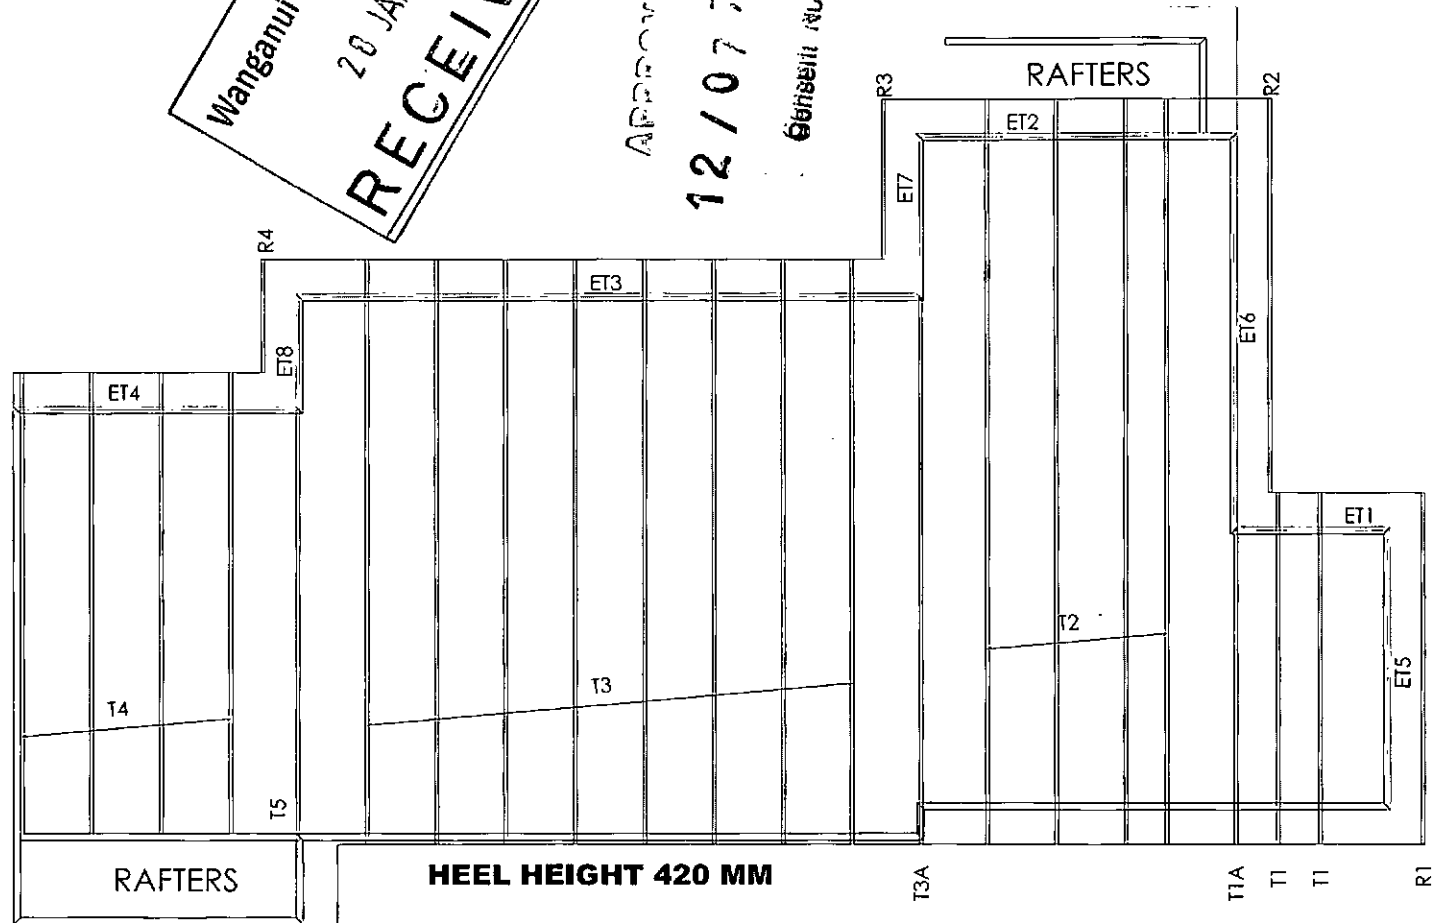 Wanganui
RECEIV
12/07
RAFTERS
R3
R2
ET2
ET7
R4
ET3
ET8
ET6
ET4
ET1
T2
T3
T4
ET5
T5
RAFTERS
HEEL HEIGHT 420 MM
T3A
T1A
T1
T1
R1